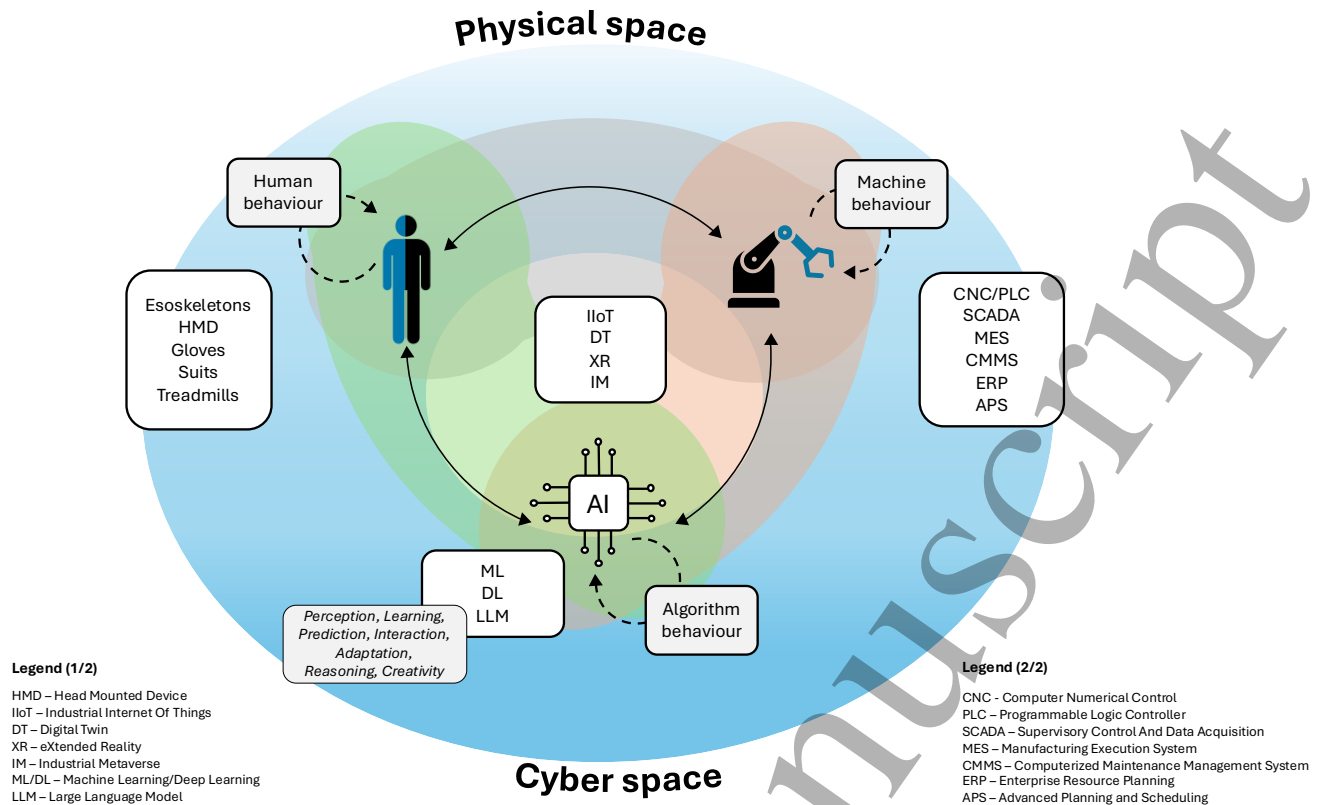 Physical space
Human
behaviour
Machine
behaviour
Esoskeletons
HMD
Gloves
Suits
Treadmills
IIoT
DT
XR
IM
CNC/PLC
SCADA
MES
CMMS
ERP
APS
AI
ML
DL
LLM
Perception, Learning,
Prediction, Interaction,
Adaptation,
Reasoning, Creativity
Algorithm
behaviour
Cyber space
Legend (1/2)
HMD – Head Mounted Device
IIoT – Industrial Internet Of Things
DT – Digital Twin
XR – eXtended Reality
IM – Industrial Metaverse
ML/DL – Machine Learning/Deep Learning
LLM – Large Language Model
Legend (2/2)
CNC - Computer Numerical Control
PLC – Programmable Logic Controller
SCADA – Supervisory Control And Data Acquisition
MES – Manufacturing Execution System
CMMS – Computerized Maintenance Management System
ERP – Enterprise Resource Planning
APS – Advanced Planning and Scheduling
nuscript